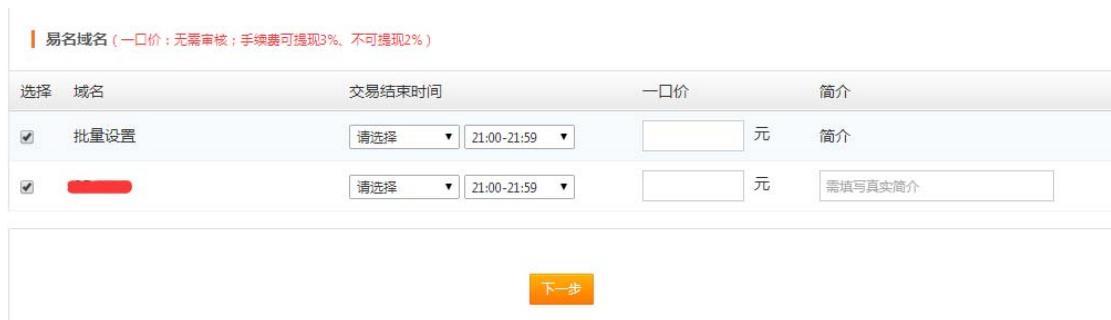 易名域名（一口价：无需审核；手续费可提现3%、不可提现2%）
选择 域名 交易结束时间 一口价 简介
批量设置 请选择 21:00-21:59 元 简介
请选择 21:00-21:59 元 需填写真实简介
下一步